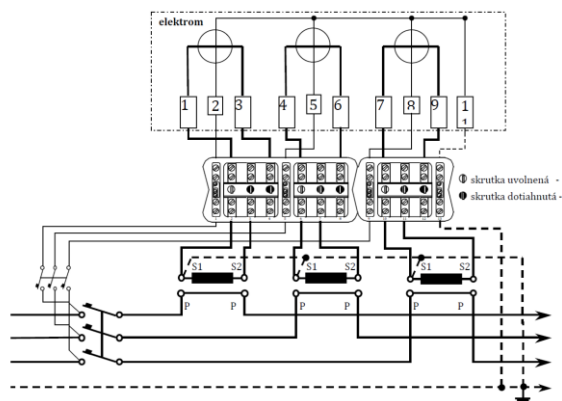 elektrom
1 2 3 4 5 6 7 8 9 1
1
skrutka uvolnená -
skrutka dotiahnutá -
S1 S2 S1 S2 S1 S2
P P P P P P